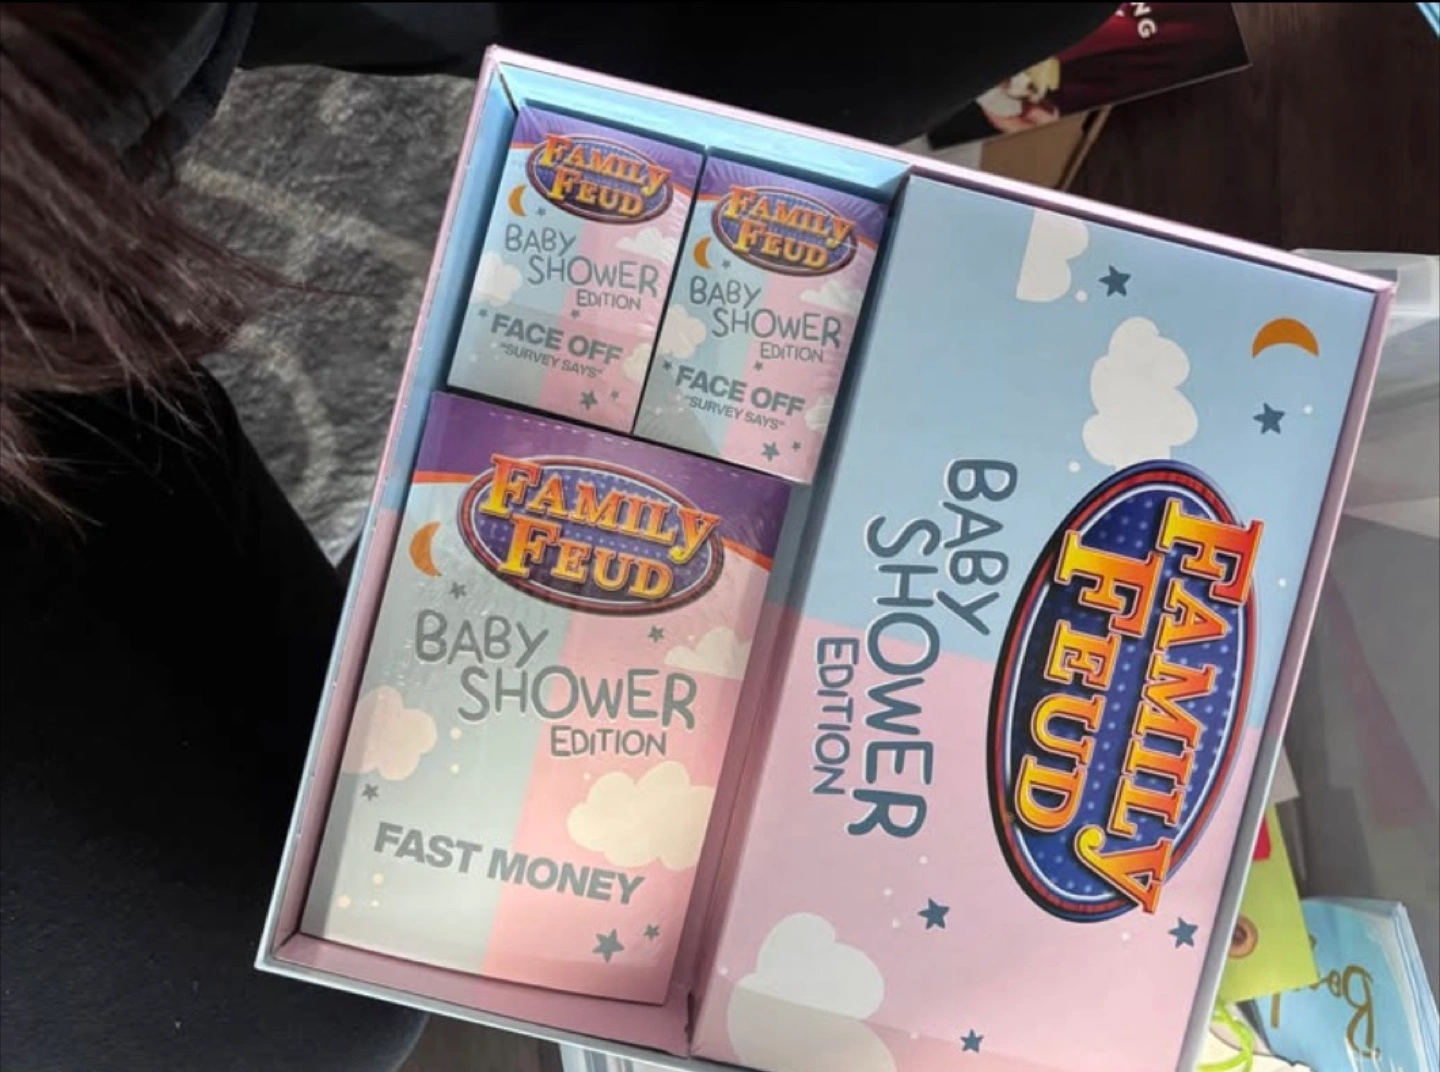 FAMILY
FEUD
BABY
SHOWER
EDITION
FACE OFF
"SURVEY SAYS"
FAMILY
FEUD
BABY
SHOWER
EDITION
FACE OFF
"SURVEY SAYS"
FAMILY
FEUD
BABY
SHOWER
EDITION
FAST MONEY
FAMILY
FEUD
BABY
SHOWER
EDITION